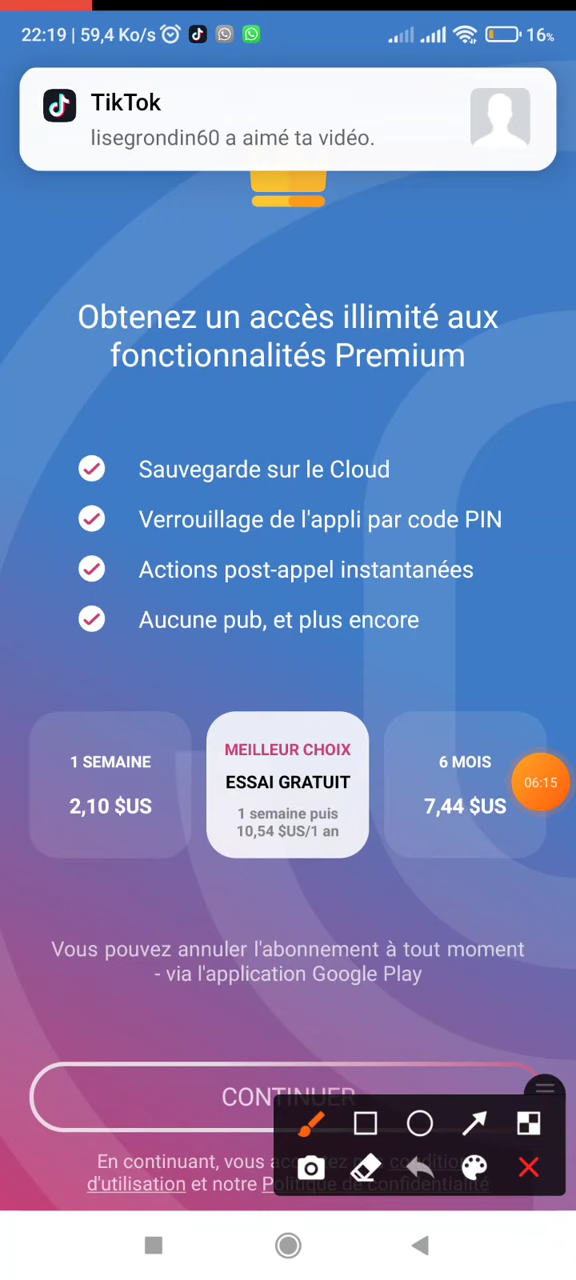 22:19 | 59,4 Ko/s
16%
TikTok
lisegrondin60 a aimé ta vidéo.
Obtenez un accès illimité aux
fonctionnalités Premium
Sauvegarde sur le Cloud
Verrouillage de l'appli par code PIN
Actions post-appel instantanées
Aucune pub, et plus encore
1 SEMAINE
2,10 $US
MEILLEUR CHOIX
ESSAI GRATUIT
1 semaine puis
10,54 $US/1 an
6 MOIS
7,44 $US
06:15
Vous pouvez annuler l'abonnement à tout moment
- via l'application Google Play
CONTINUER
En continuant, vous acceptez nos conditions
d'utilisation et notre Politique de confidentialité